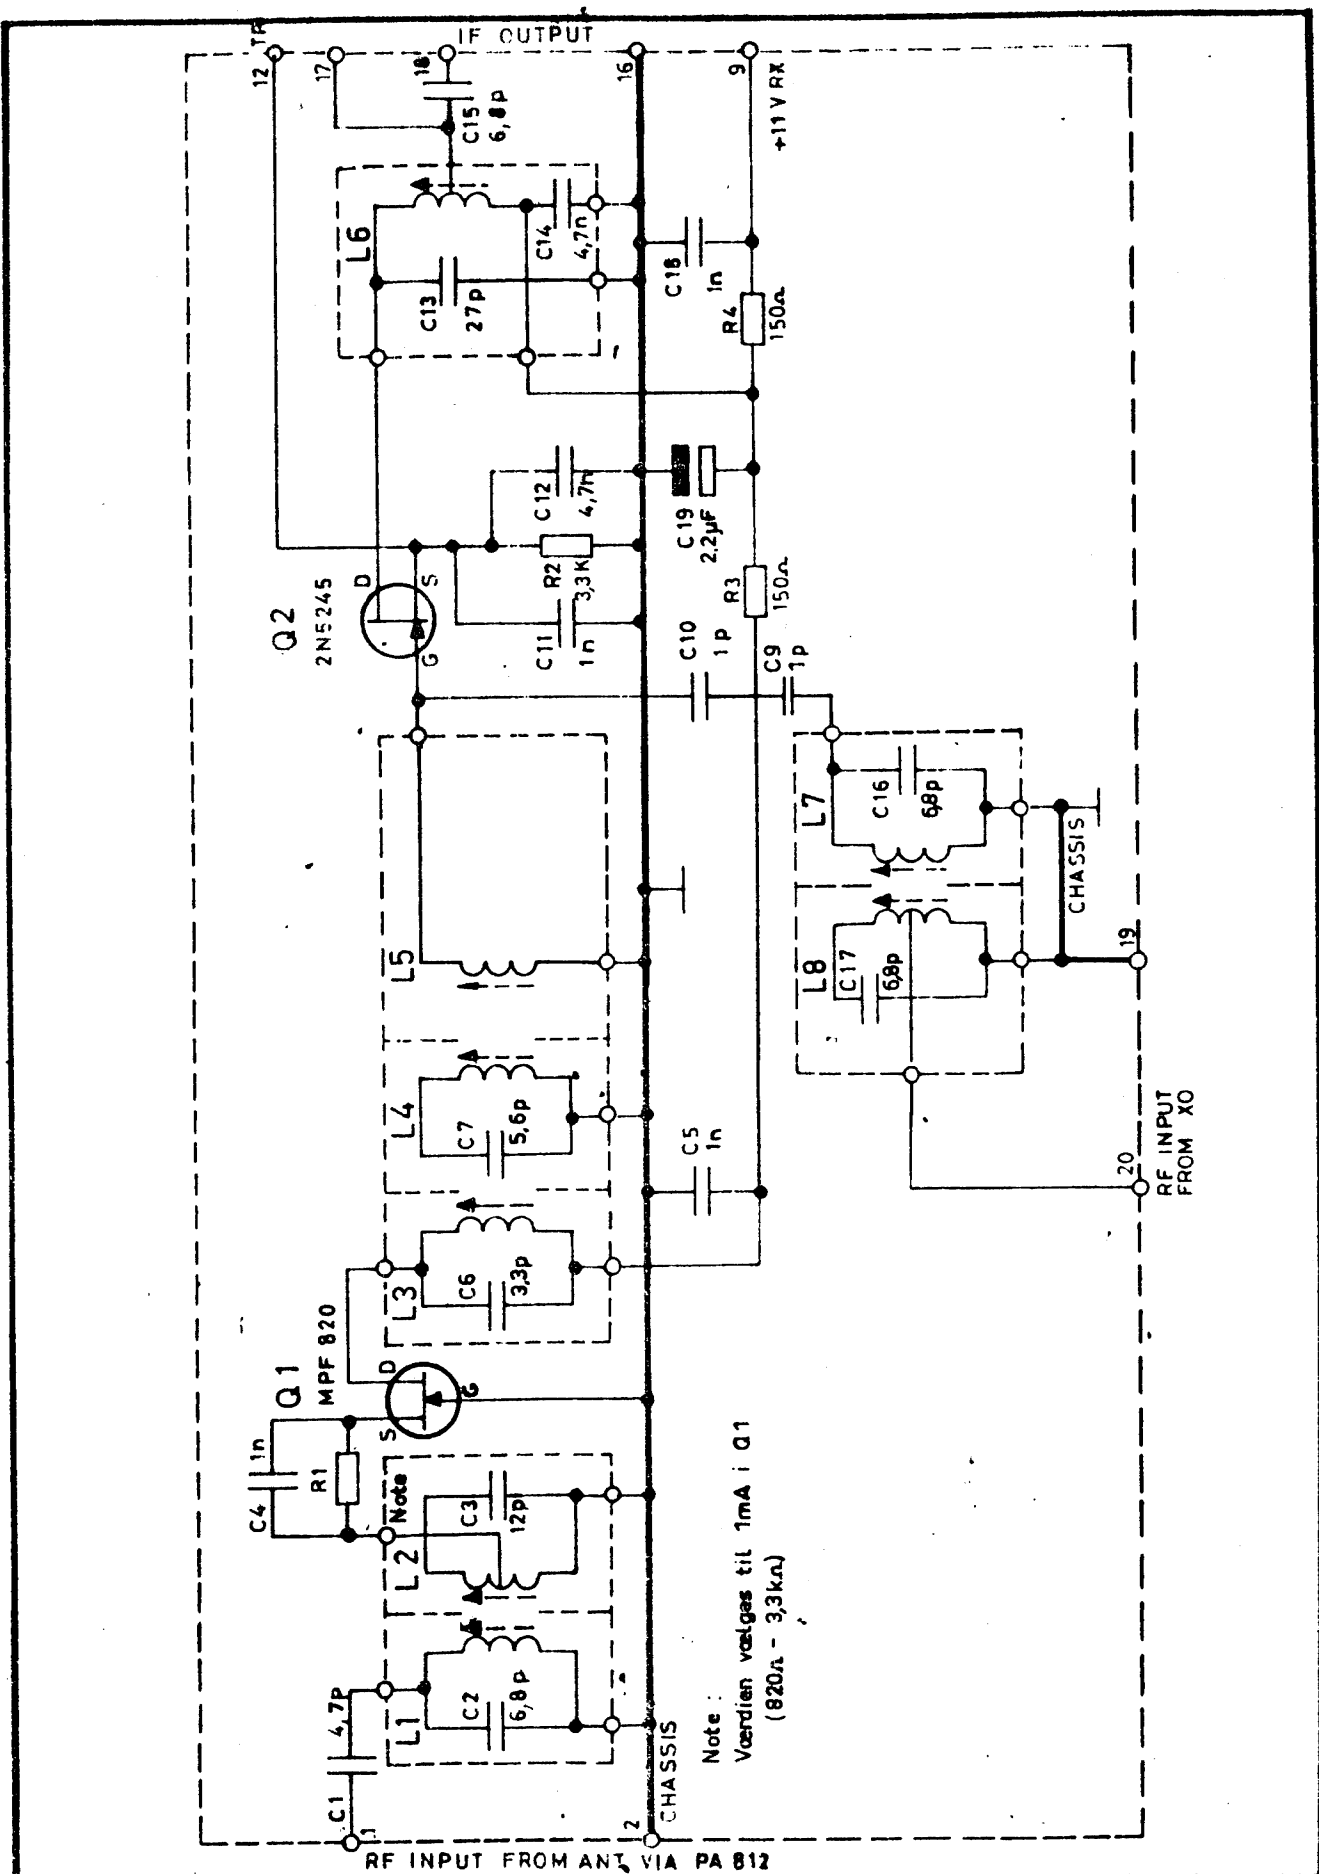 RF INPUT FROM ANT. VIA PA 812
1
2
CHASSIS
C1
4,7p
L1
C2
6,8p
L2
C3
12p
Note
C4
1n
R1
Q1
MPF 820
S
D
G
L3
C6
3,3p
L4
C7
5,6p
L5
C5
1n
Q2
2N5245
D
S
G
C11
1n
R2
3,3K
C12
4,7n
C10
1p
C9
1p
R3
150Ω
C19
2,2µF
L6
C13
27p
C14
4,7n
C15
6,8p
C18
1n
R4
150Ω
TP
12
17
18
IF OUTPUT
16
9
+11V RX
L7
C16
6,8p
L8
C17
6,8p
CHASSIS
19
20
RF INPUT
FROM XO
Note :
Værdien vælges til 1mA i Q1
(820Ω - 3,3kΩ)